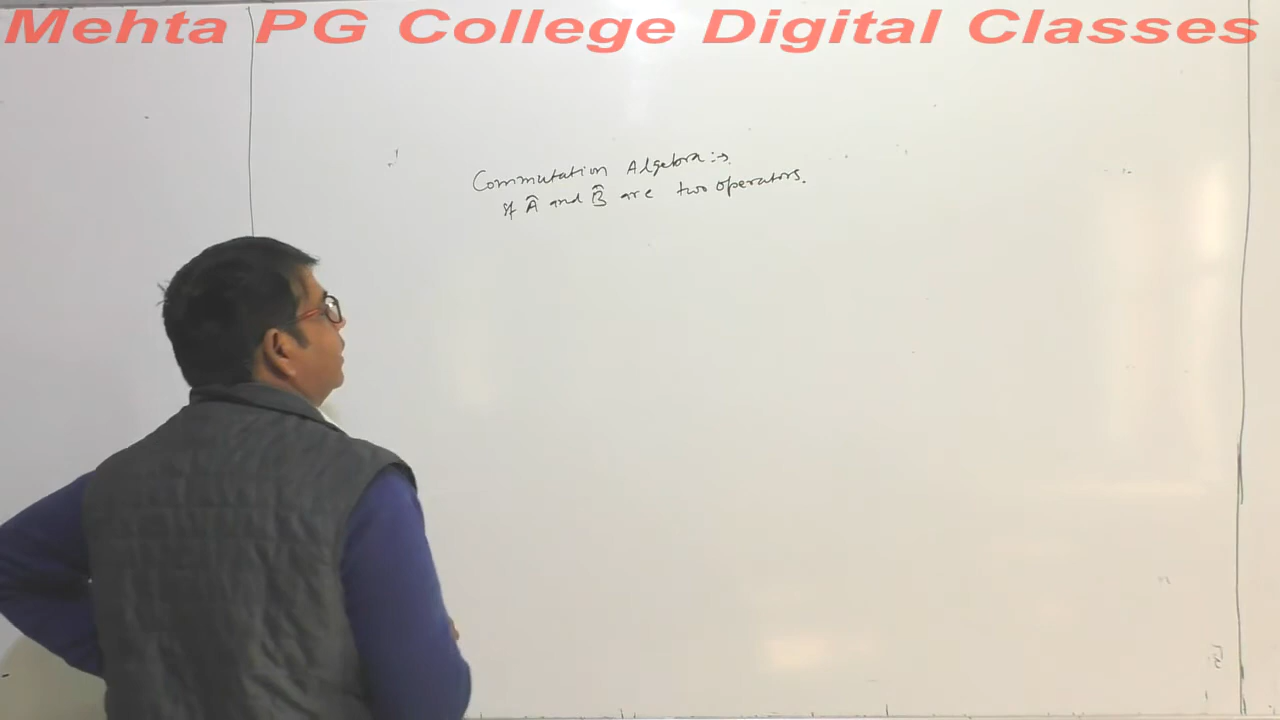 Mehta PG College Digital Classes
Commutation Algebra :→
If Â and B̂ are two operators.